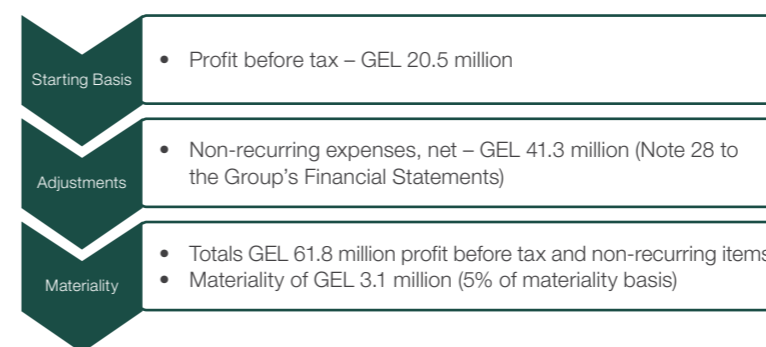 Starting Basis
• Profit before tax – GEL 20.5 million
Adjustments
• Non-recurring expenses, net – GEL 41.3 million (Note 28 to
the Group's Financial Statements)
Materiality
• Totals GEL 61.8 million profit before tax and non-recurring items
• Materiality of GEL 3.1 million (5% of materiality basis)